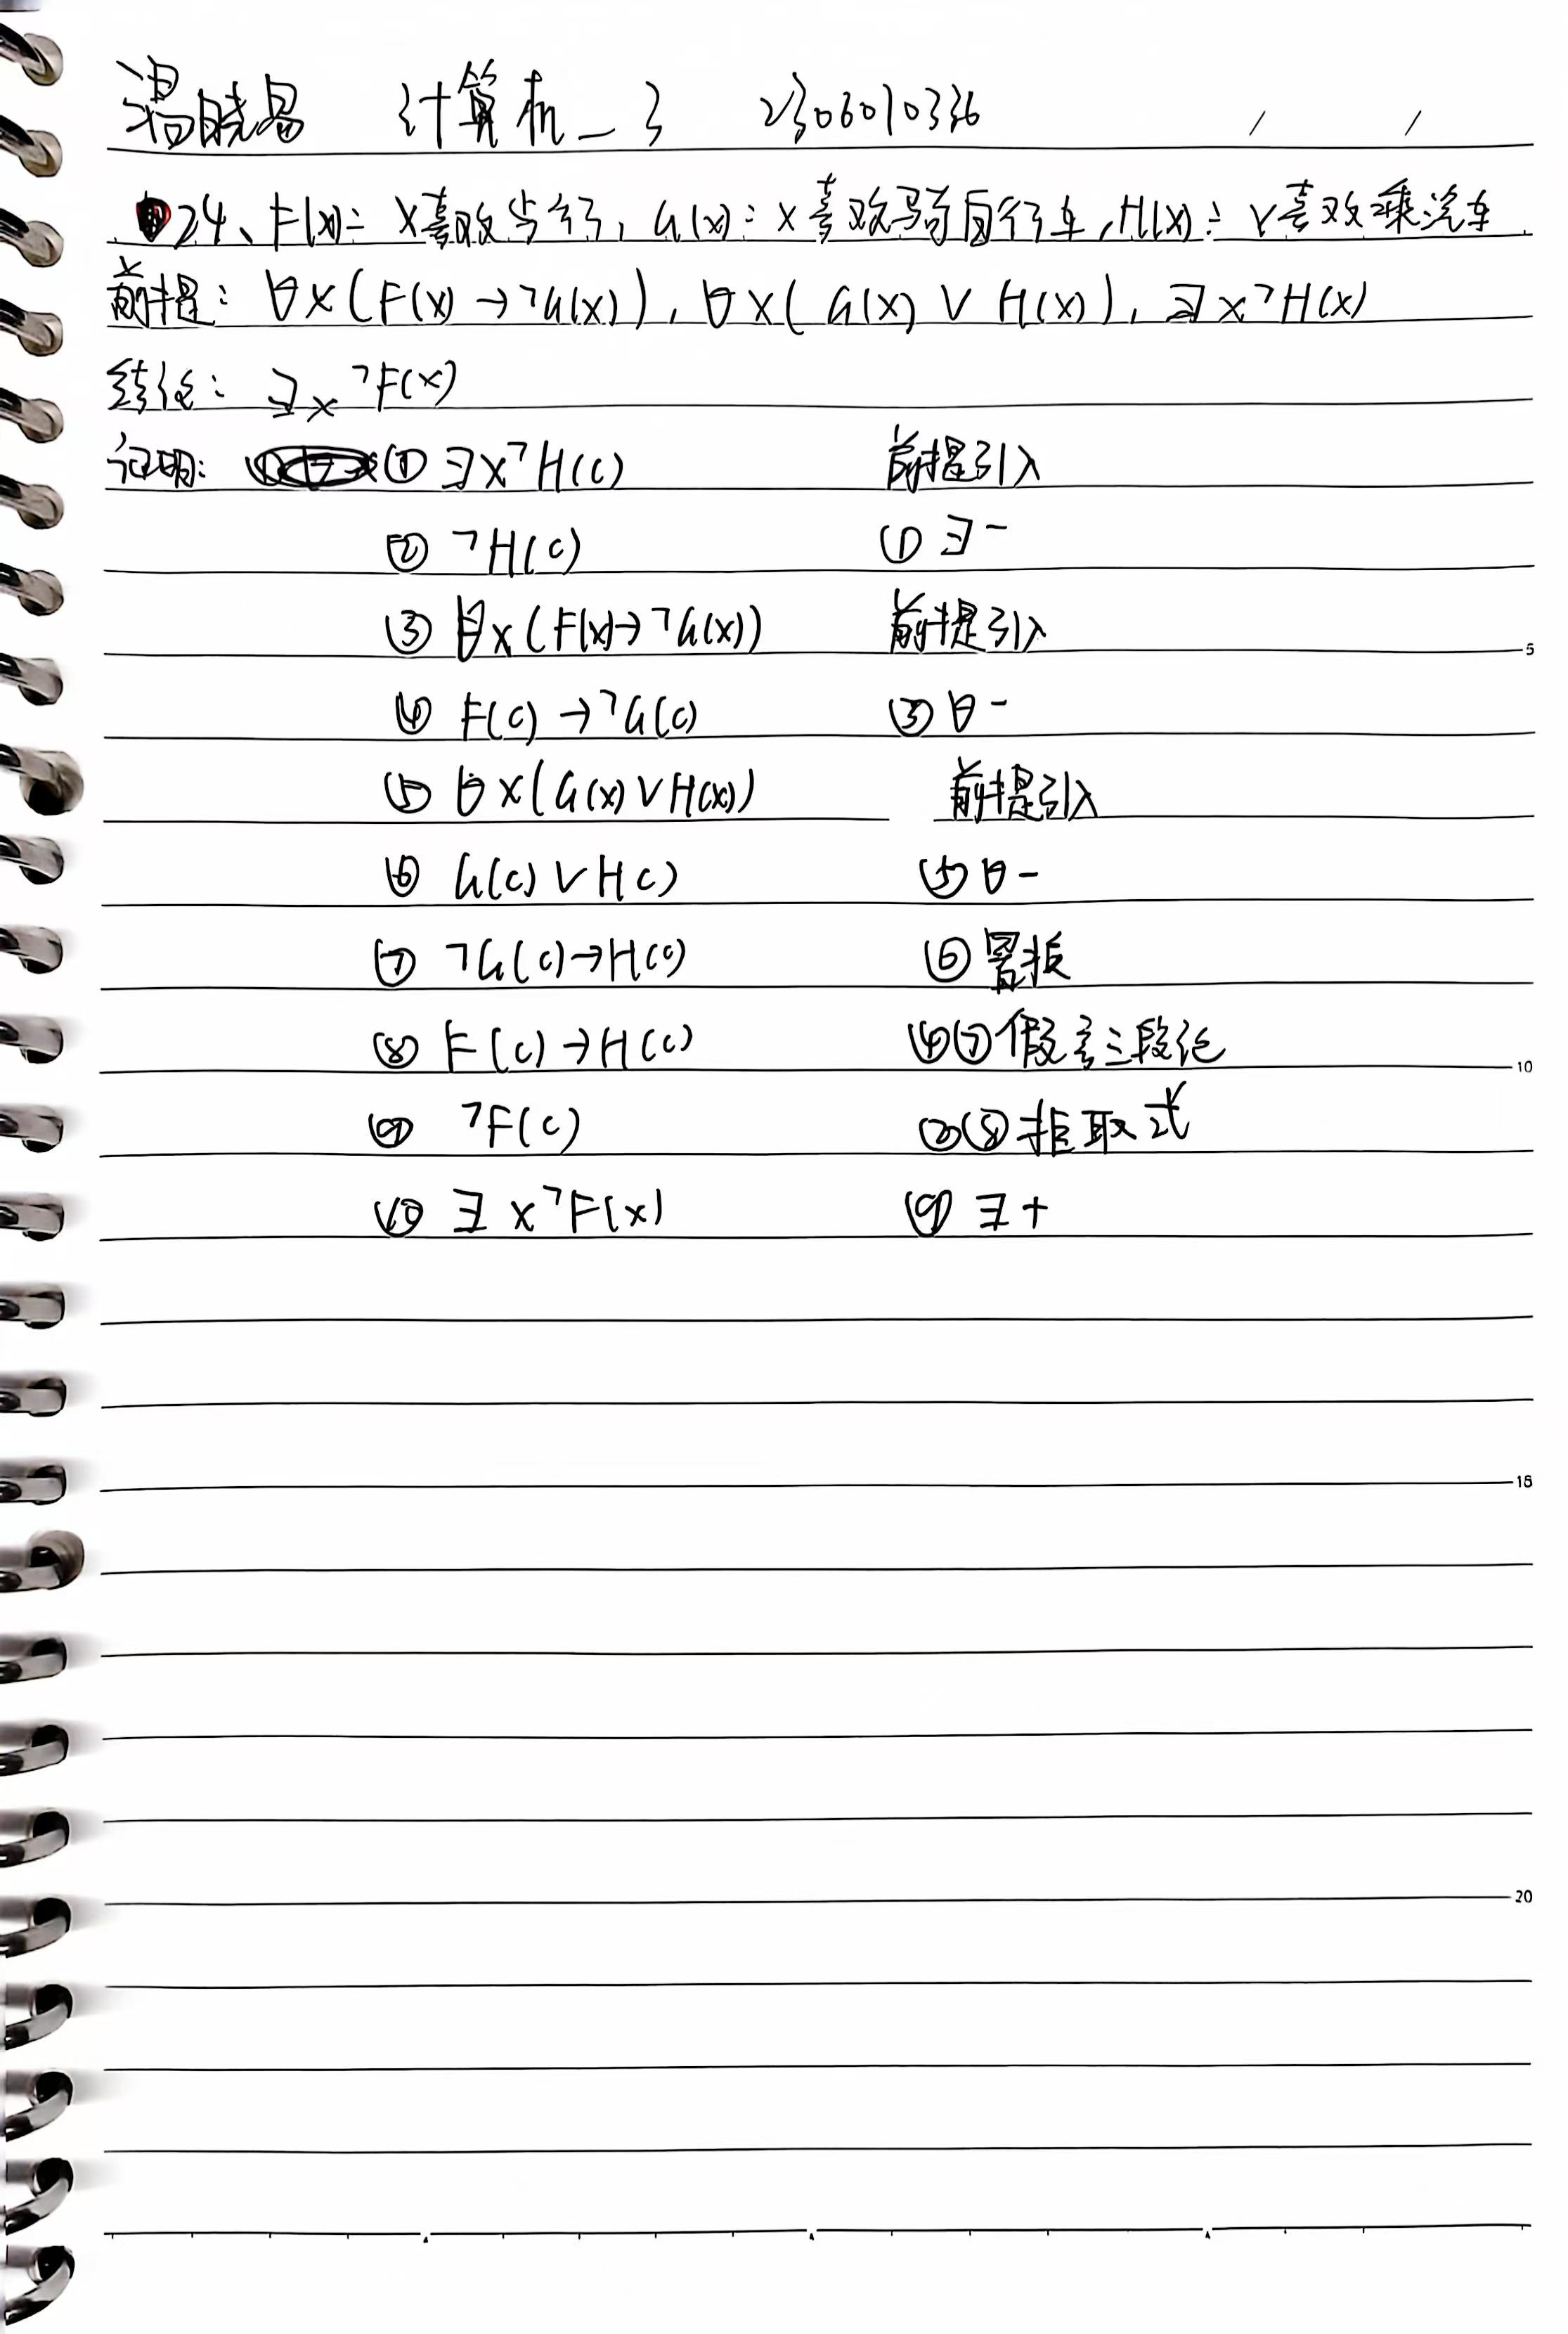 温晓易 计算机_3 2306010336 / /
24、F(x): x喜欢步行, G(x): x喜欢骑自行车, H(x): x喜欢乘汽车
前提: ∀x(F(x)→¬G(x)), ∀x(G(x)∨H(x)), ∃x¬H(x)
结论: ∃x¬F(x)
证明: ① ∃x¬H(c) 前提引入
② ¬H(c) ①∃-
③ ∀x(F(x)→¬G(x)) 前提引入
5
④ F(c)→¬G(c) ③∀-
⑤ ∀x(G(x)∨H(x)) 前提引入
⑥ G(c)∨Hc) ⑤∀-
⑦ ¬G(c)→H(c) ⑥置换
⑧ F(c)→H(c) ④⑦假言三段论
10
⑨ ¬F(c) ②⑧拒取式
⑩ ∃x¬F(x) ⑨∃+
15
20